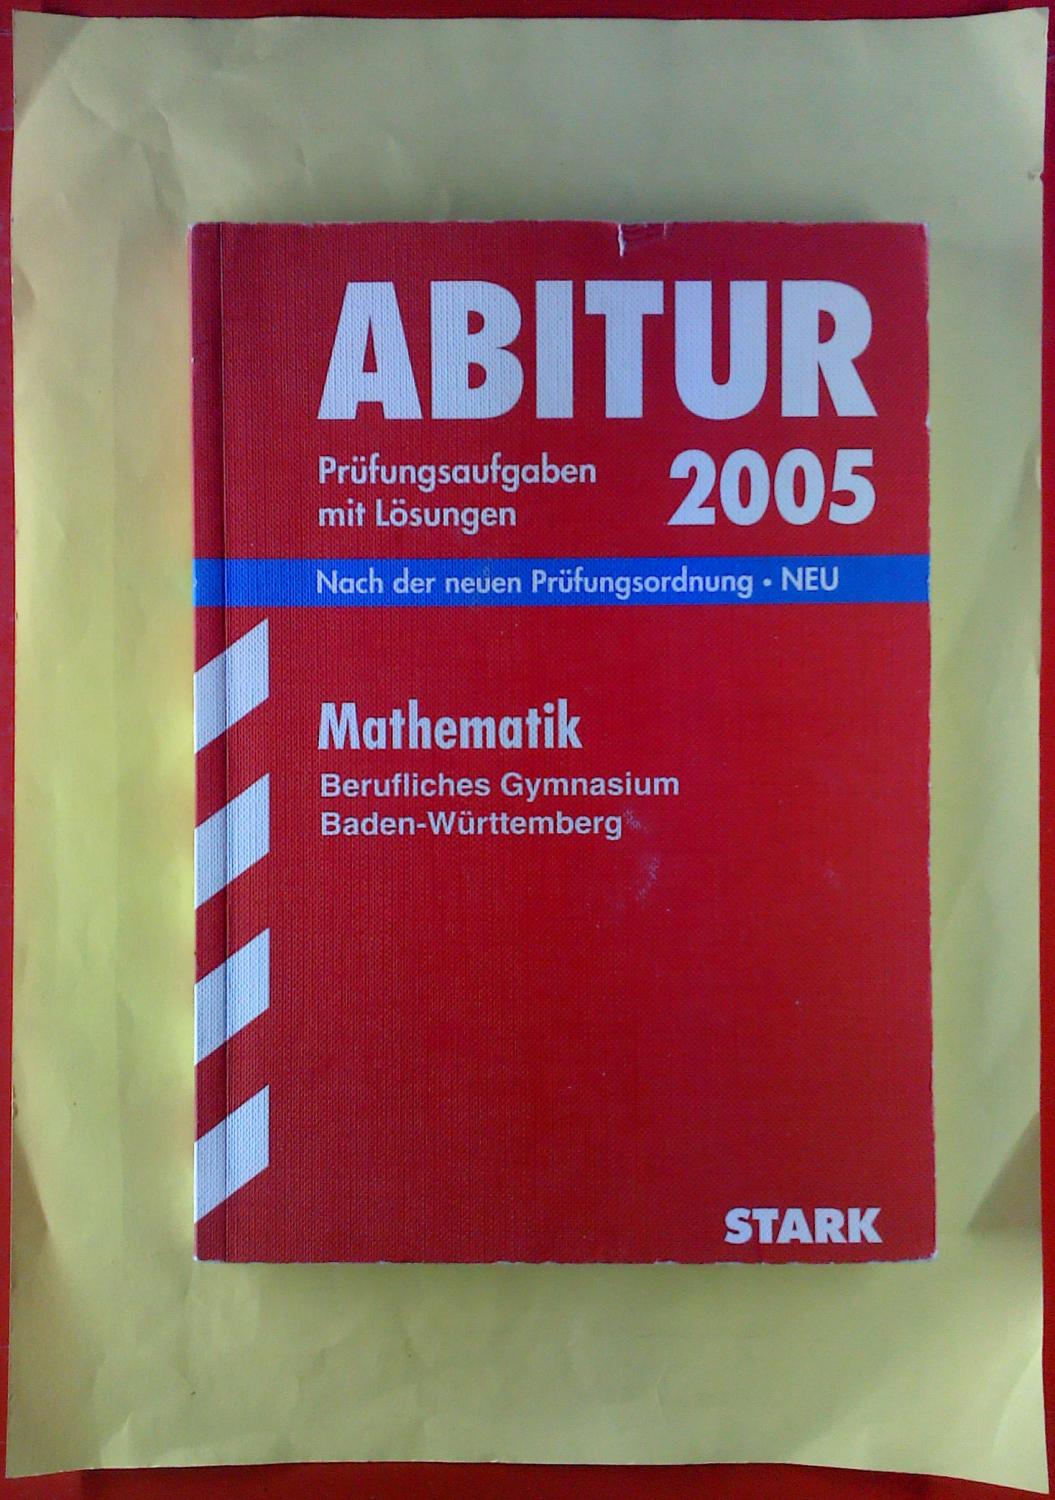 ABITUR
Prüfungsaufgaben
mit Lösungen
2005
Nach der neuen Prüfungsordnung • NEU
Mathematik
Berufliches Gymnasium
Baden-Württemberg
STARK